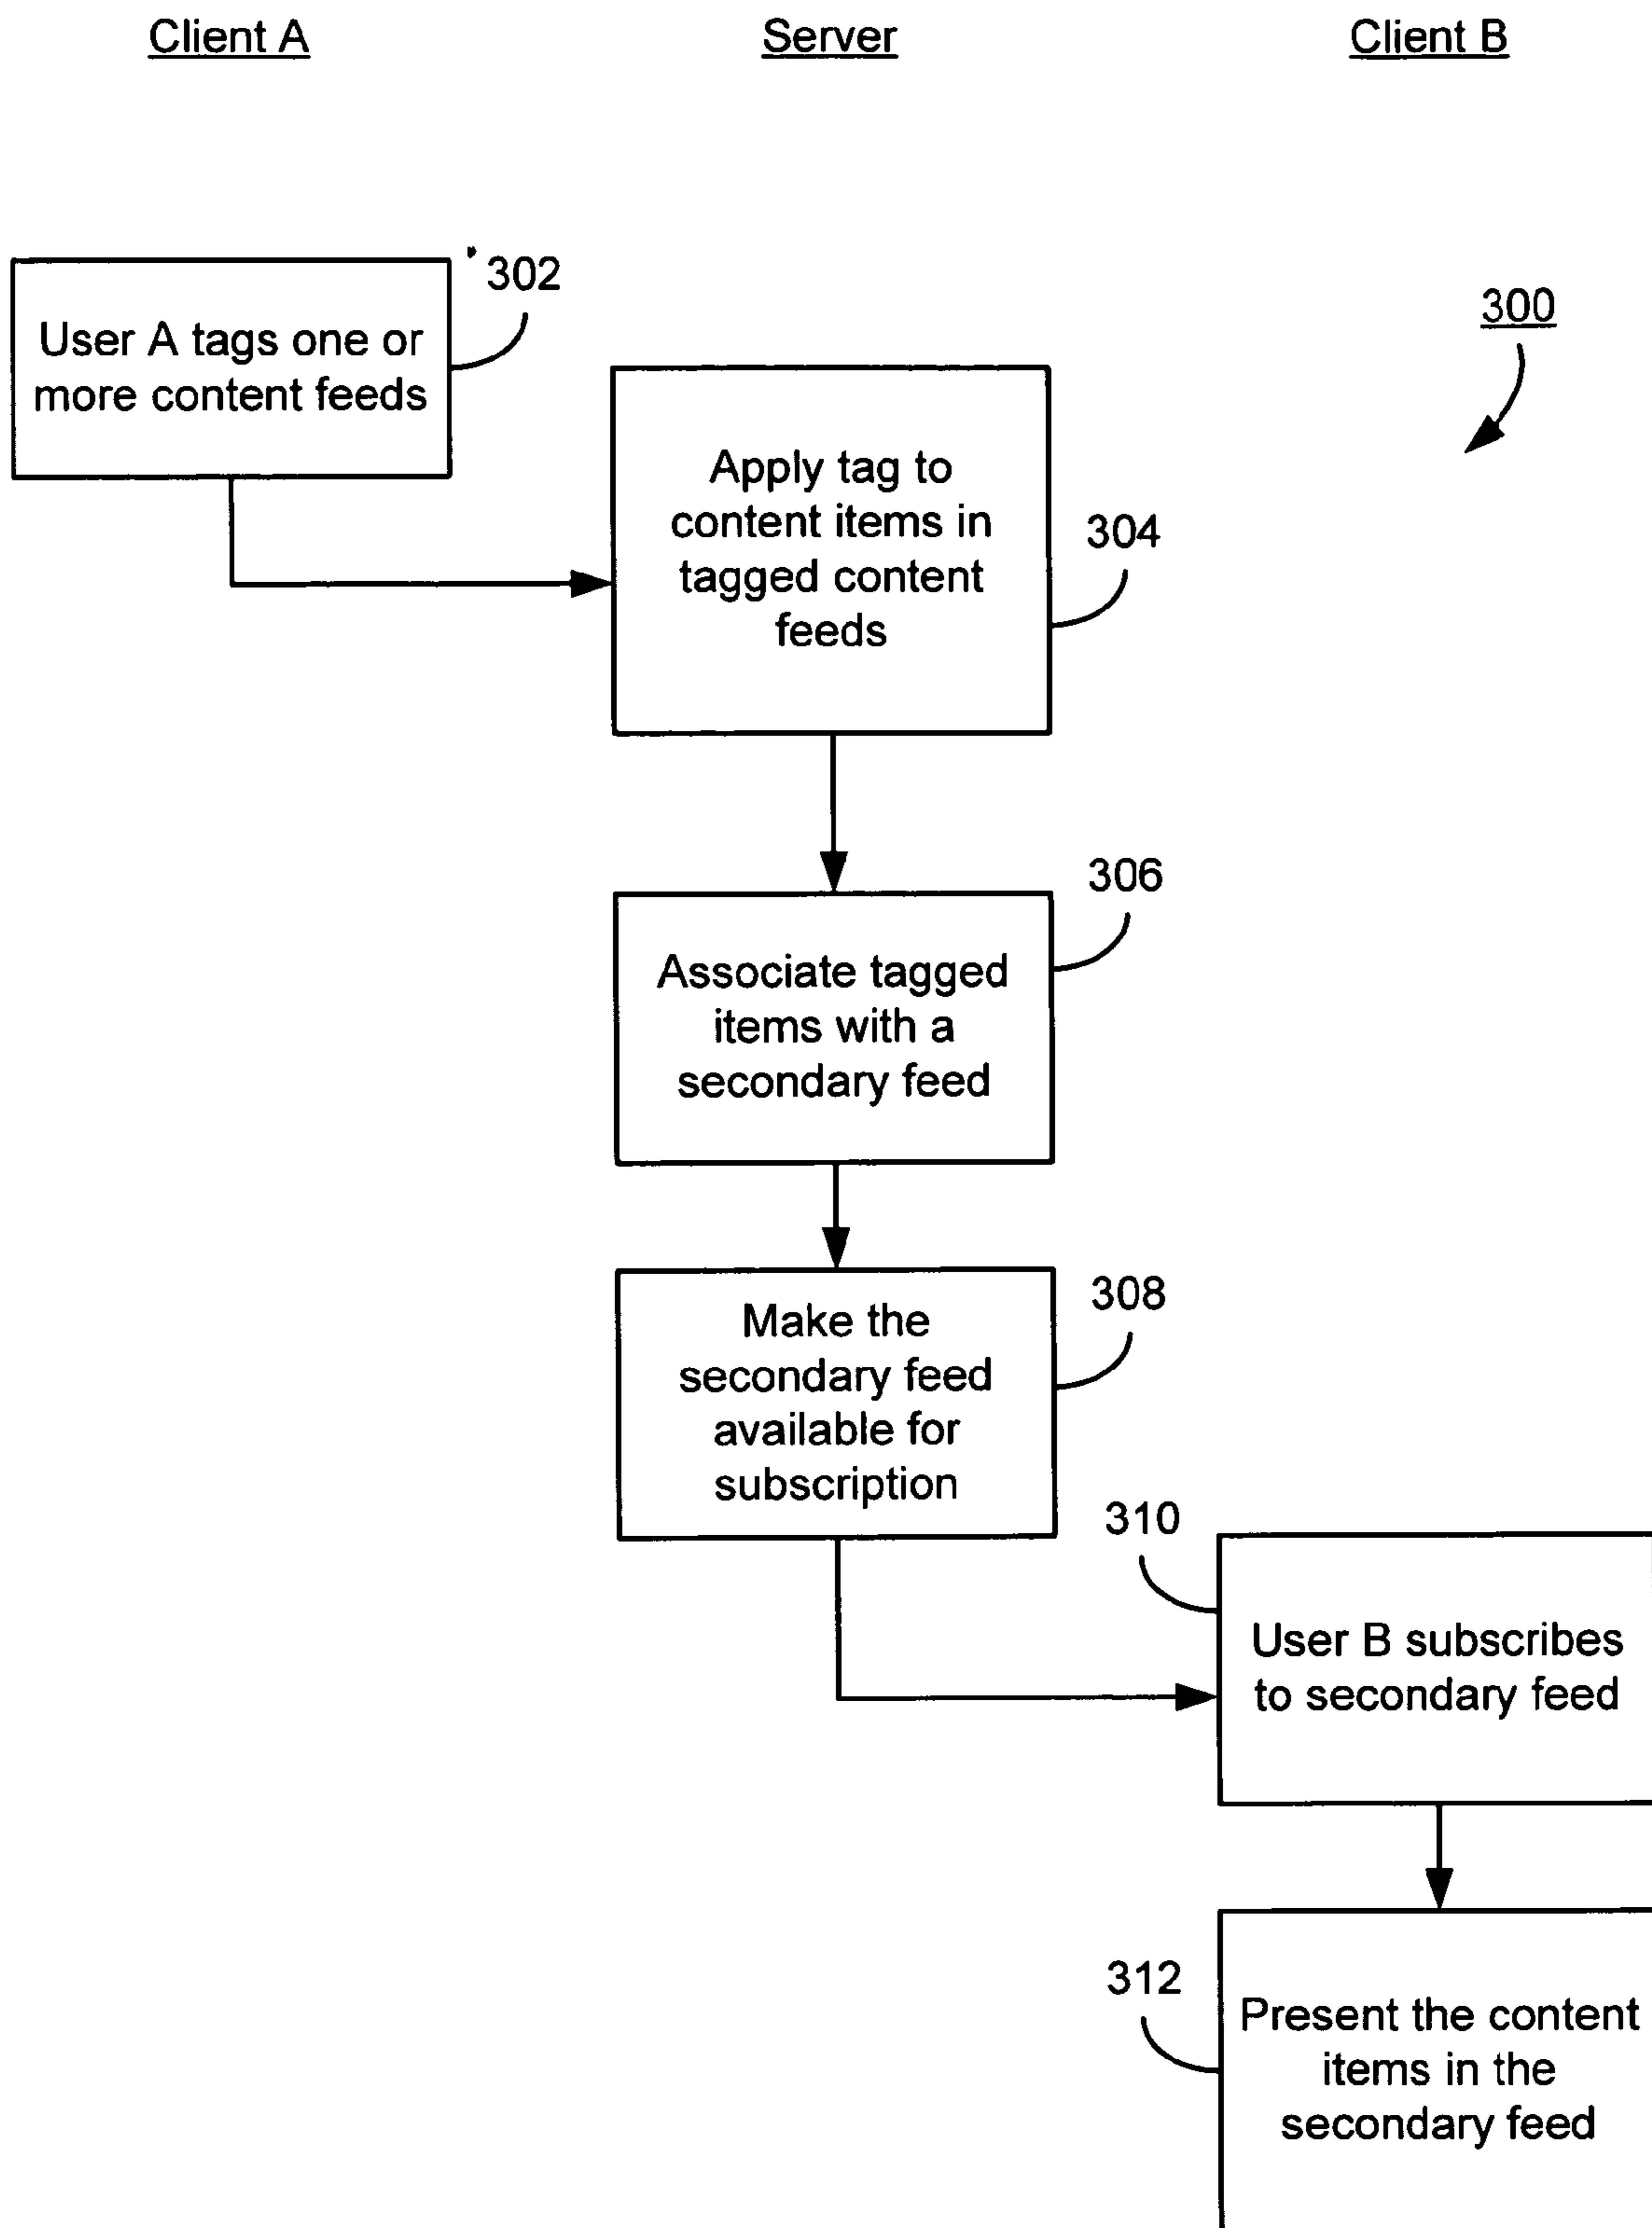 Client A
Server
Client B
302
300
User A tags one or
more content feeds
Apply tag to
content items in
tagged content
feeds
304
306
Associate tagged
items with a
secondary feed
308
Make the
secondary feed
available for
subscription
310
User B subscribes
to secondary feed
312
Present the content
items in the
secondary feed